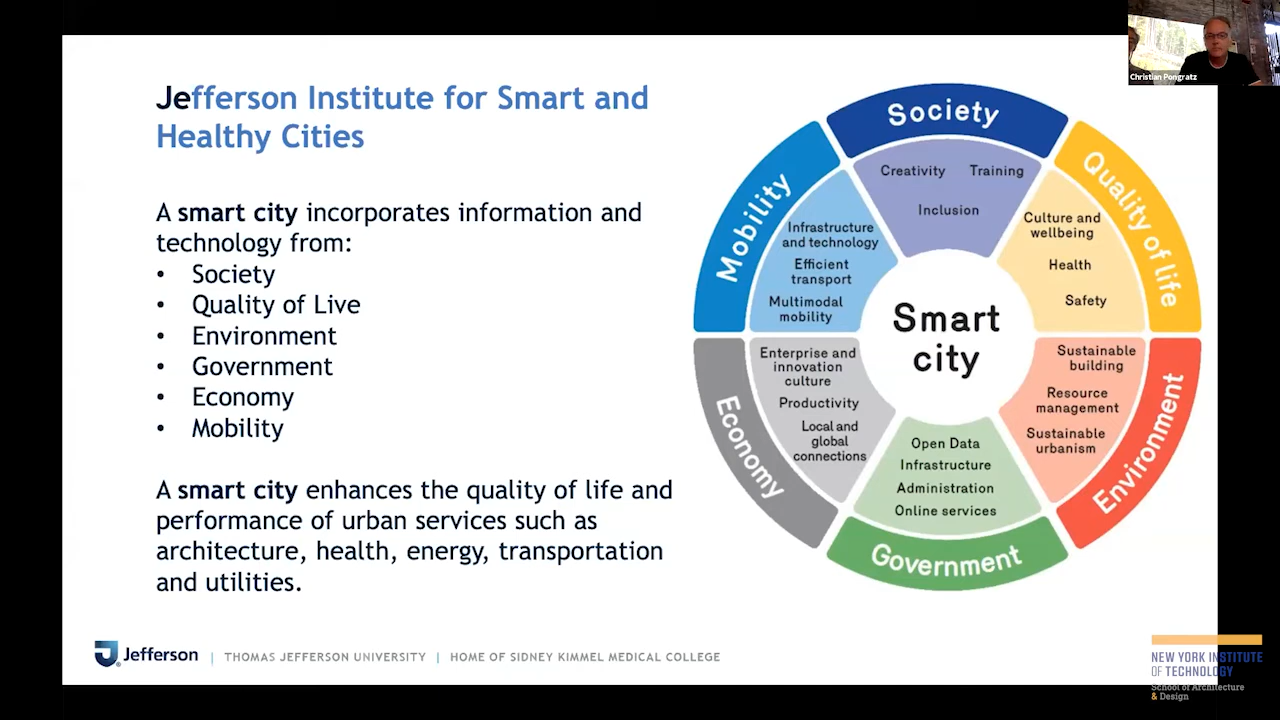 Christian Pongratz
Jefferson Institute for Smart and
Healthy Cities
A smart city incorporates information and
technology from:
• Society
• Quality of Live
• Environment
• Government
• Economy
• Mobility
A smart city enhances the quality of life and
performance of urban services such as
architecture, health, energy, transportation
and utilities.
Society
Creativity Training
Inclusion
Quality of life
Culture and
wellbeing
Health
Safety
Environment
Sustainable
building
Resource
management
Sustainable
urbanism
Government
Open Data
Infrastructure
Administration
Online services
Economy
Enterprise and
innovation
culture
Productivity
Local and
global
connections
Mobility
Infrastructure
and technology
Efficient
transport
Multimodal
mobility
Smart
city
Jefferson | THOMAS JEFFERSON UNIVERSITY | HOME OF SIDNEY KIMMEL MEDICAL COLLEGE
NEW YORK INSTITUTE
OF TECHNOLOGY
School of Architecture
& Design